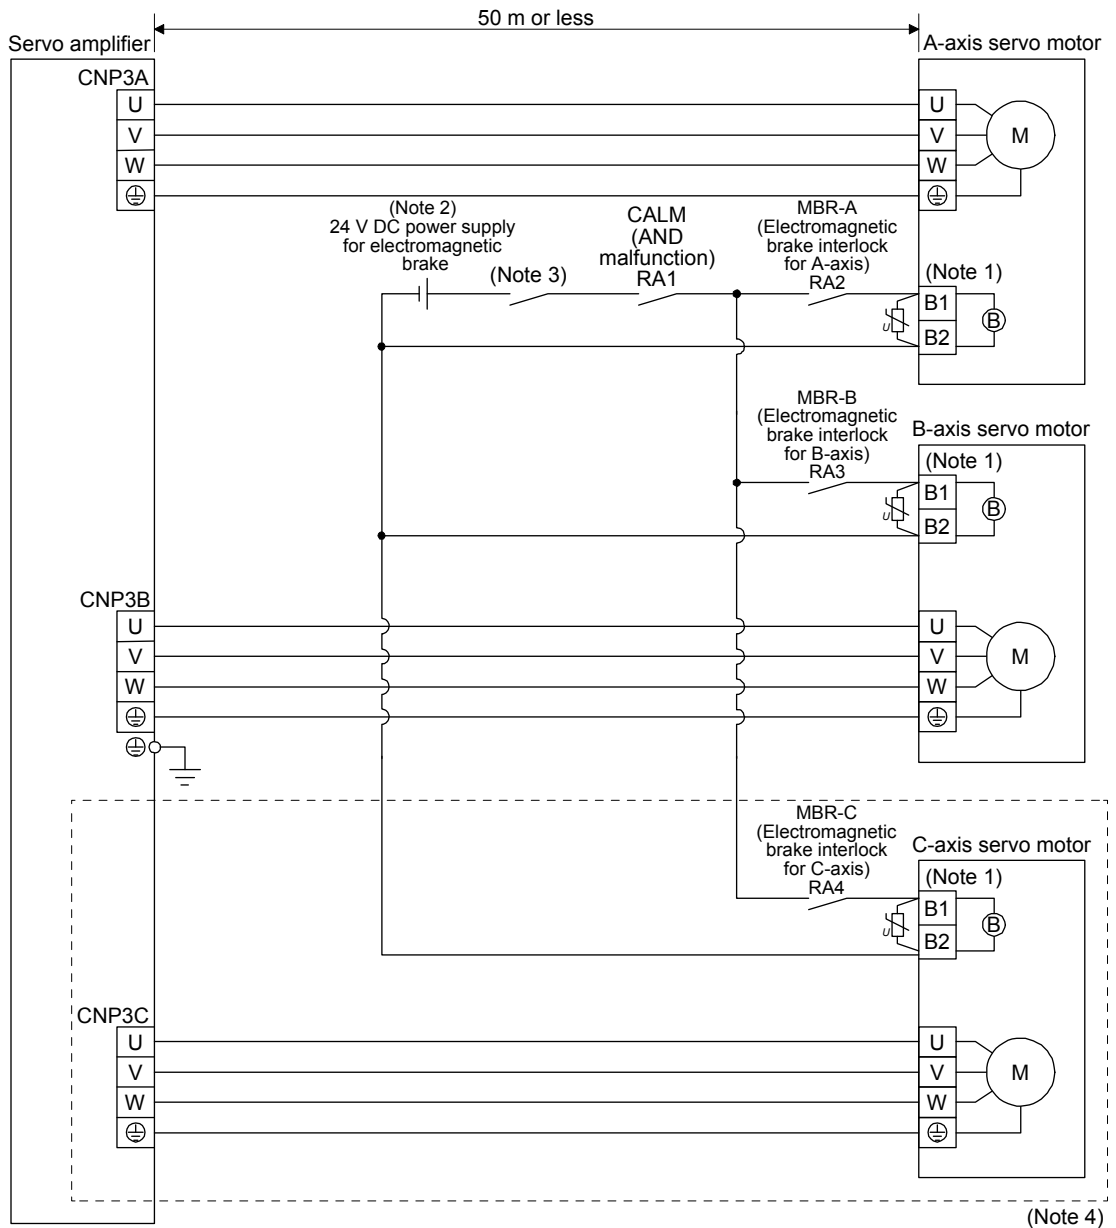 50 m or less
Servo amplifier
A-axis servo motor
CNP3A
U
U
V
V
M
W
W
(Note 2)
24 V DC power supply
for electromagnetic
brake
(Note 3)
CALM
(AND
malfunction)
RA1
MBR-A
(Electromagnetic
brake interlock
for A-axis)
RA2
(Note 1)
U
B1
B2
B
MBR-B
(Electromagnetic
brake interlock
for B-axis)
RA3
B-axis servo motor
(Note 1)
U
B1
B2
B
CNP3B
U
U
V
V
M
W
W
MBR-C
(Electromagnetic
brake interlock
for C-axis)
RA4
C-axis servo motor
(Note 1)
U
B1
B2
B
CNP3C
U
U
V
V
M
W
W
(Note 4)